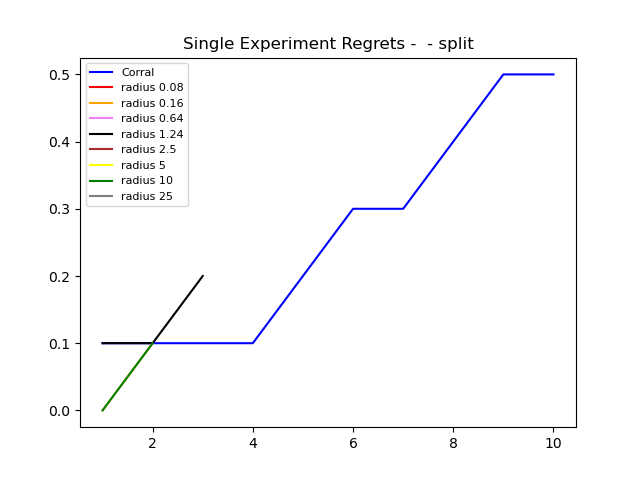 Single Experiment Regrets -  - split
Corral
radius 0.08
radius 0.16
radius 0.64
radius 1.24
radius 2.5
radius 5
radius 10
radius 25
0.5
0.4
0.3
0.2
0.1
0.0
2 4 6 8 10